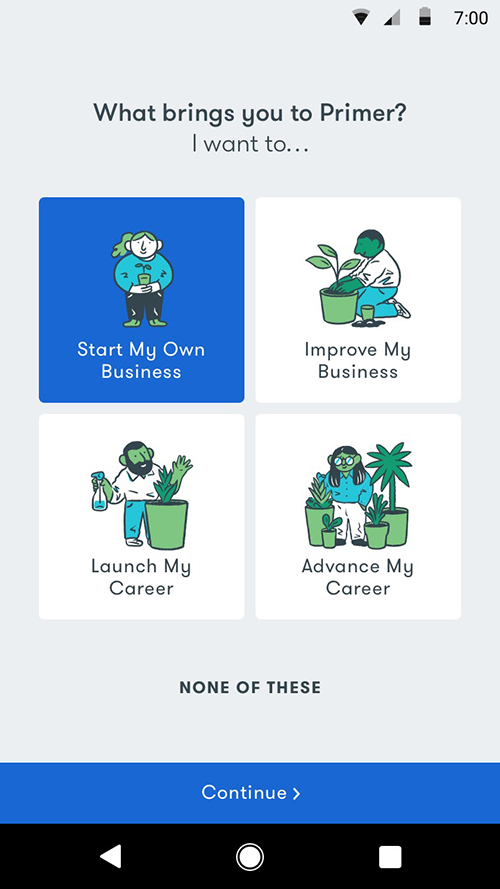 7:00
What brings you to Primer?
I want to...
Start My Own
Business
Improve My
Business
Launch My
Career
Advance My
Career
NONE OF THESE
Continue >